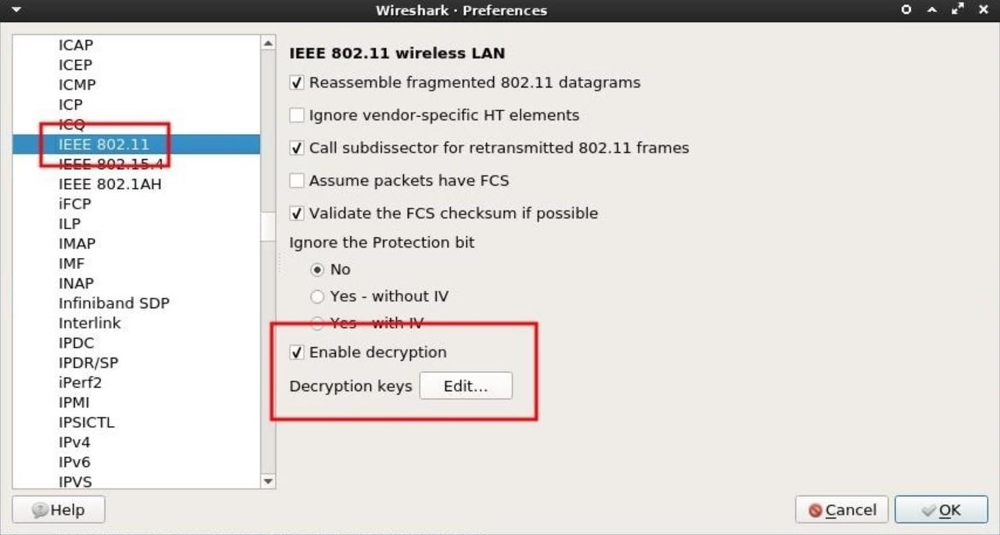 Wireshark · Preferences
ICAP
ICEP
ICMP
ICP
ICQ
IEEE 802.11
IEEE 802.15.4
IEEE 802.1AH
iFCP
ILP
IMAP
IMF
INAP
Infiniband SDP
Interlink
IPDC
IPDR/SP
iPerf2
IPMI
IPSICTL
IPv4
IPv6
IPVS
IEEE 802.11 wireless LAN
Reassemble fragmented 802.11 datagrams
Ignore vendor-specific HT elements
Call subdissector for retransmitted 802.11 frames
Assume packets have FCS
Validate the FCS checksum if possible
Ignore the Protection bit
No
Yes - without IV
Yes - with IV
Enable decryption
Decryption keys Edit...
Help
Cancel
OK